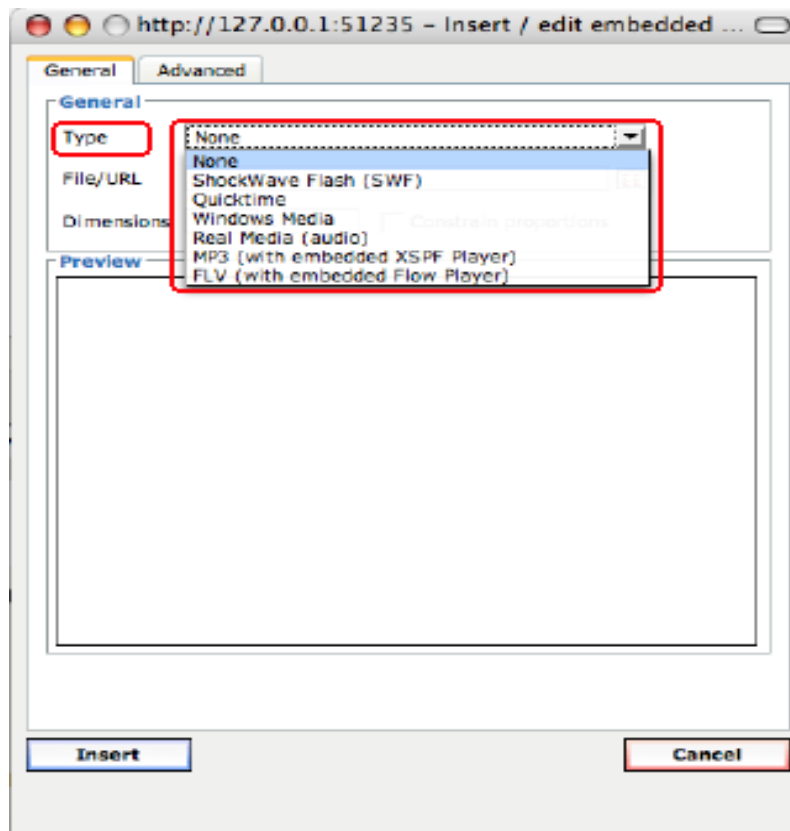 http://127.0.0.1:51235 – Insert / edit embedded ...
General Advanced
General
Type None
None
File/URL ShockWave Flash (SWF)
Quicktime
Dimensions Windows Media Constrain proportions
Real Media (audio)
Preview MP3 (with embedded XSPF Player)
FLV (with embedded Flow Player)
Insert Cancel